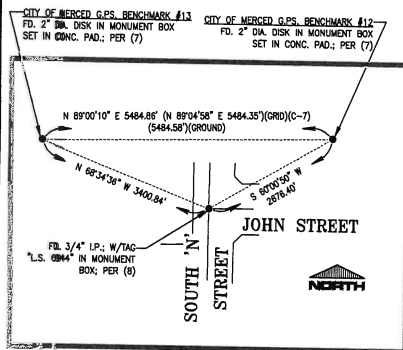 CITY OF MERCED G.P.S. BENCHMARK #13
FD. 2" DIA. DISK IN MONUMENT BOX
SET IN CONC. PAD.; PER (7)
CITY OF MERCED G.P.S. BENCHMARK #12
FD. 2" DIA. DISK IN MONUMENT BOX
SET IN CONC. PAD.; PER (7)
N 89'00'10" E 5484.86' (N 89'04'58" E 5484.35')(GRID)(C-7)
(5484.58')(GROUND)
N 68'34'36" W 3400.84'
S 60'00'50" W
2676.40'
FD. 3/4" I.P.; W/TAG
"L.S. 6944" IN MONUMENT
BOX; PER (8)
SOUTH 'N'
STREET
JOHN STREET
NORTH